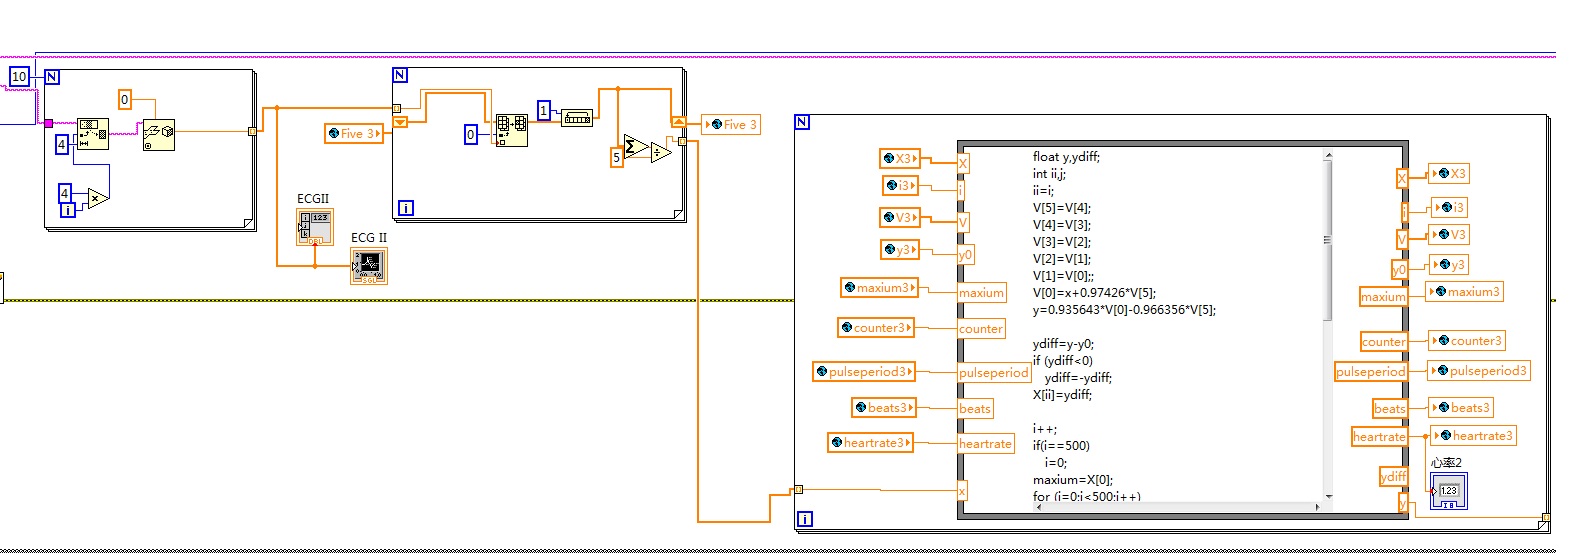 10
N
0
4
4
i
ECGII
ECG II
N
Five 3
0
1
5
i
Five 3
N
X3
i3
V3
y3
maxium3
counter3
pulseperiod3
beats3
heartrate3
X
i
V
y0
maxium
counter
pulseperiod
beats
heartrate
x
float y,ydiff;
int ii,j;
ii=i;
V[5]=V[4];
V[4]=V[3];
V[3]=V[2];
V[2]=V[1];
V[1]=V[0];;
V[0]=x+0.97426*V[5];
y=0.935643*V[0]-0.966356*V[5];
ydiff=y-y0;
if (ydiff<0)
ydiff=-ydiff;
X[ii]=ydiff;
i++;
if(i==500)
i=0;
maxium=X[0];
for (j=0;j<500;j++)
X
i
V
y0
maxium
counter
pulseperiod
beats
heartrate
ydiff
y
X3
i3
V3
y3
maxium3
counter3
pulseperiod3
beats3
heartrate3
心率2
1.23
i